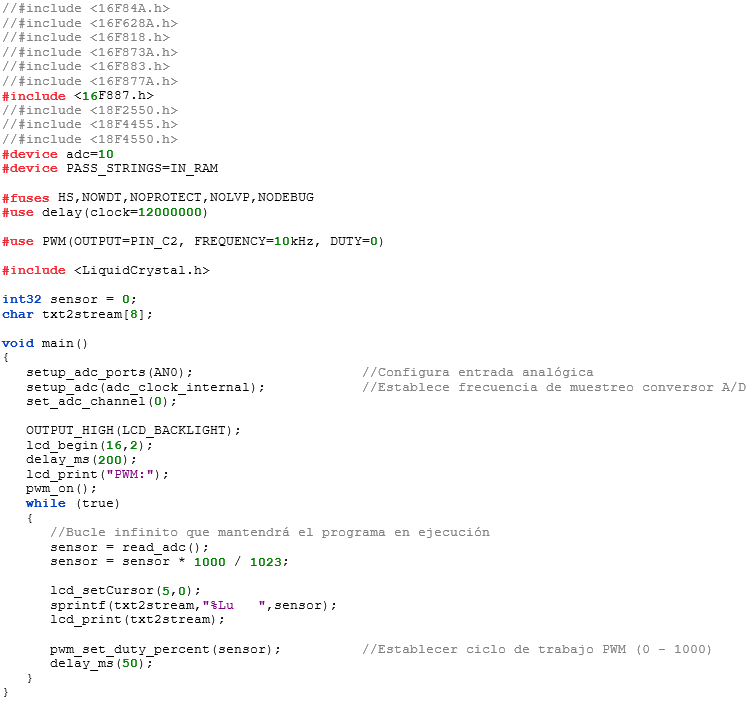 //#include <16F84A.h>
//#include <16F628A.h>
//#include <16F818.h>
//#include <16F873A.h>
//#include <16F883.h>
//#include <16F877A.h>
#include <16F887.h>
//#include <18F2550.h>
//#include <18F4455.h>
//#include <18F4550.h>
#device adc=10
#device PASS_STRINGS=IN_RAM

#fuses HS,NOWDT,NOPROTECT,NOLVP,NODEBUG
#use delay(clock=12000000)

#use PWM(OUTPUT=PIN_C2, FREQUENCY=10kHz, DUTY=0)

#include <LiquidCrystal.h>

int32 sensor = 0;
char txt2stream[8];

void main()
{
   setup_adc_ports(AN0);                     //Configura entrada analógica
   setup_adc(adc_clock_internal);            //Establece frecuencia de muestreo conversor A/D
   set_adc_channel(0);

   OUTPUT_HIGH(LCD_BACKLIGHT);
   lcd_begin(16,2);
   delay_ms(200);
   lcd_print("PWM:");
   pwm_on();
   while (true)
   {
      //Bucle infinito que mantendrá el programa en ejecución
      sensor = read_adc();
      sensor = sensor * 1000 / 1023;

      lcd_setCursor(5,0);
      sprintf(txt2stream,"%Lu   ",sensor);
      lcd_print(txt2stream);

      pwm_set_duty_percent(sensor);          //Establecer ciclo de trabajo PWM (0 - 1000)
      delay_ms(50);
   }
}